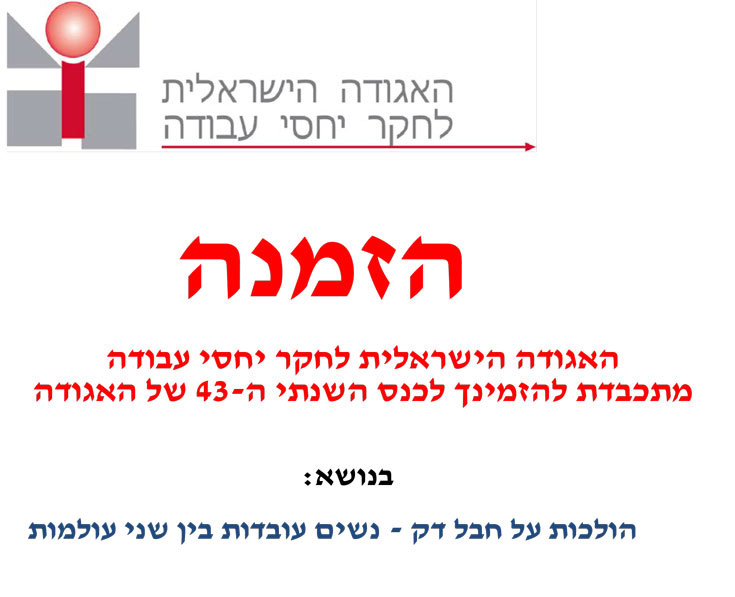 האגודה הישראלית
לחקר יחסי עבודה
הזמנה
האגודה הישראלית לחקר יחסי עבודה
מתכבדת להזמינך לכנס השנתי ה-43 של האגודה
בנושא:
הולכות על חבל דק - נשים עובדות בין שני עולמות